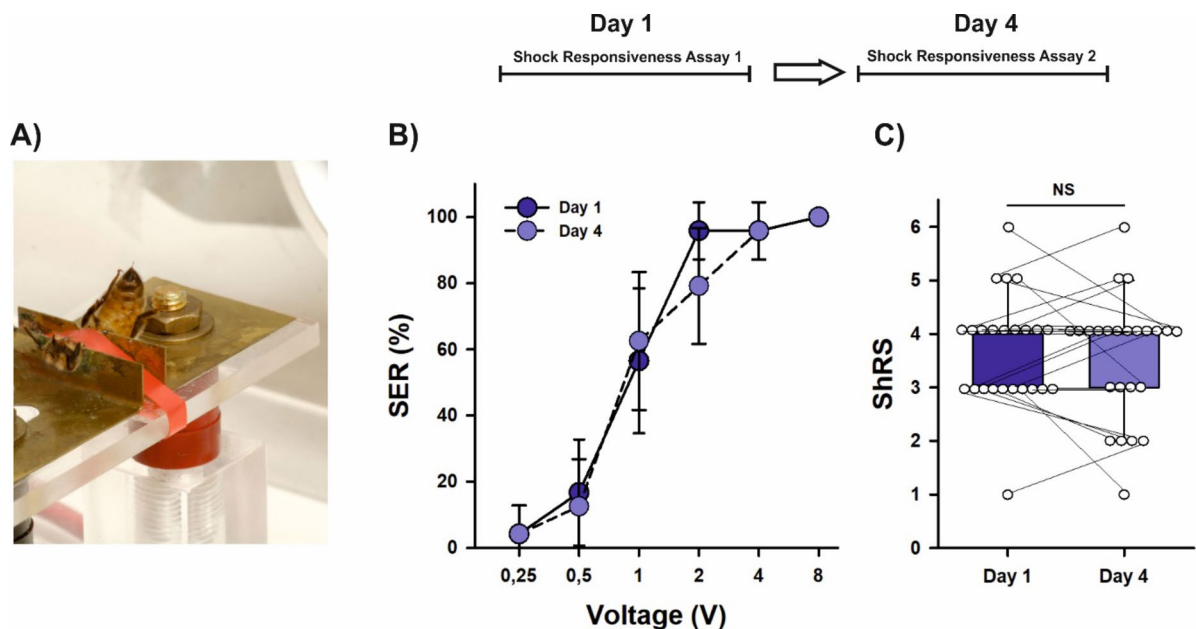 Day 1
Day 4
Shock Responsiveness Assay 1
Shock Responsiveness Assay 2
A)
B)
C)
Day 1
Day 4
SER (%)
100
80
60
40
20
0
0,25
0,5
1
2
4
8
Voltage (V)
NS
ShRS
6
5
4
3
2
1
0
Day 1
Day 4